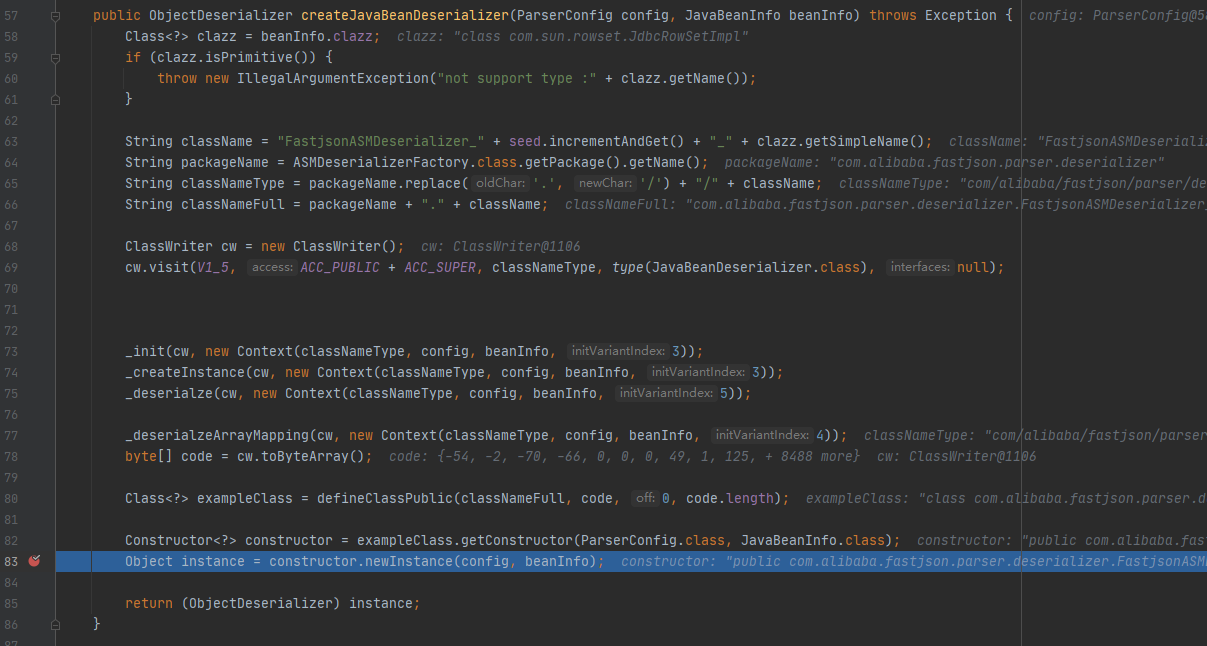 57 public ObjectDeserializer createJavaBeanDeserializer(ParserConfig config, JavaBeanInfo beanInfo) throws Exception { config: ParserConfig@58
58 Class<?> clazz = beanInfo.clazz; clazz: "class com.sun.rowset.JdbcRowSetImpl"
59 if (clazz.isPrimitive()) {
60 throw new IllegalArgumentException("not support type :" + clazz.getName());
61 }
62
63 String className = "FastjsonASMDeserializer_" + seed.incrementAndGet() + "_" + clazz.getSimpleName(); className: "FastjsonASMDeseriali
64 String packageName = ASMDeserializerFactory.class.getPackage().getName(); packageName: "com.alibaba.fastjson.parser.deserializer"
65 String classNameType = packageName.replace( oldChar: '.', newChar: '/') + "/" + className; classNameType: "com/alibaba/fastjson/parser/de
66 String classNameFull = packageName + "." + className; classNameFull: "com.alibaba.fastjson.parser.deserializer.FastjsonASMDeserializer_
67
68 ClassWriter cw = new ClassWriter(); cw: ClassWriter@1106
69 cw.visit(V1_5, access: ACC_PUBLIC + ACC_SUPER, classNameType, type(JavaBeanDeserializer.class), interfaces: null);
70
71
72
73 _init(cw, new Context(classNameType, config, beanInfo, initVariantIndex: 3));
74 _createInstance(cw, new Context(classNameType, config, beanInfo, initVariantIndex: 3));
75 _deserialze(cw, new Context(classNameType, config, beanInfo, initVariantIndex: 5));
76
77 _deserialzeArrayMapping(cw, new Context(classNameType, config, beanInfo, initVariantIndex: 4)); classNameType: "com/alibaba/fastjson/parser
78 byte[] code = cw.toByteArray(); code: {-54, -2, -70, -66, 0, 0, 0, 49, 1, 125, + 8488 more} cw: ClassWriter@1106
79
80 Class<?> exampleClass = defineClassPublic(classNameFull, code, off: 0, code.length); exampleClass: "class com.alibaba.fastjson.parser.d
81
82 Constructor<?> constructor = exampleClass.getConstructor(ParserConfig.class, JavaBeanInfo.class); constructor: "public com.alibaba.fast
83 Object instance = constructor.newInstance(config, beanInfo); constructor: "public com.alibaba.fastjson.parser.deserializer.FastjsonASM
84
85 return (ObjectDeserializer) instance;
86 }
87